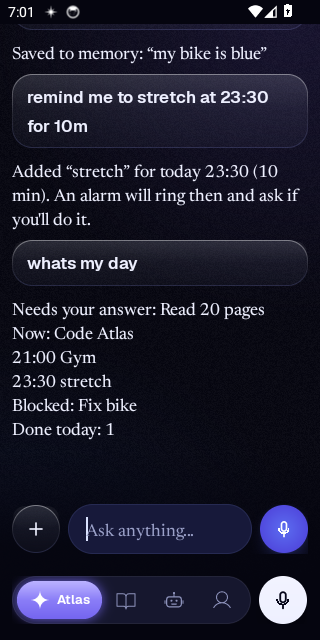 7:01
Saved to memory: “my bike is blue”
remind me to stretch at 23:30
for 10m
Added “stretch” for today 23:30 (10
min). An alarm will ring then and ask if
you'll do it.
whats my day
Needs your answer: Read 20 pages
Now: Code Atlas
21:00 Gym
23:30 stretch
Blocked: Fix bike
Done today: 1
Ask anything...
Atlas